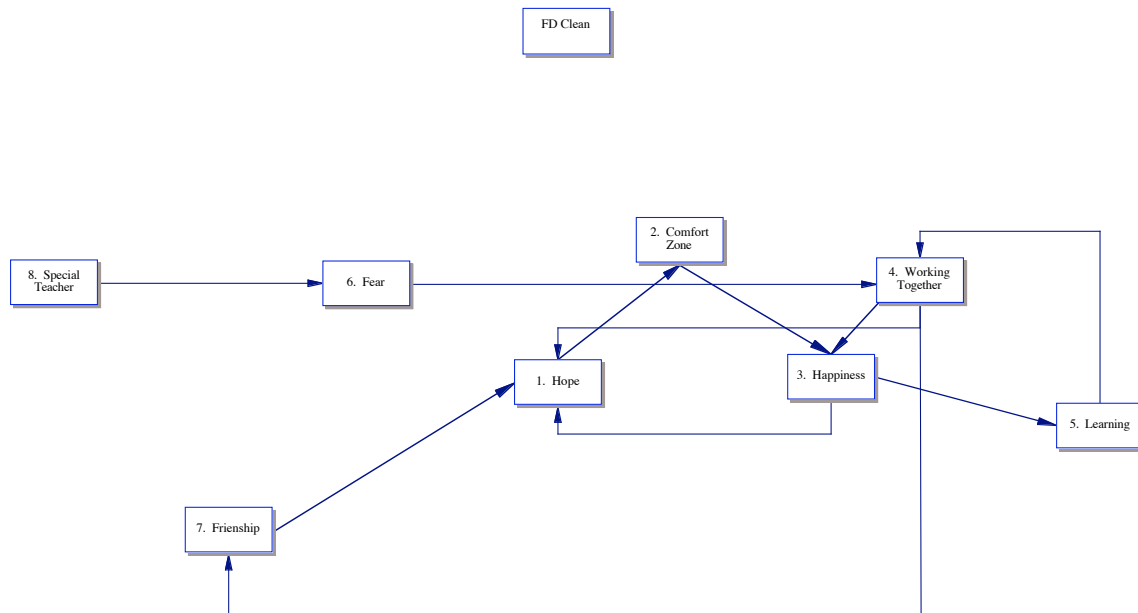 FD Clean
2. Comfort
Zone
8. Special
Teacher
6. Fear
4. Working
Together
1. Hope
3. Happiness
5. Learning
7. Frienship